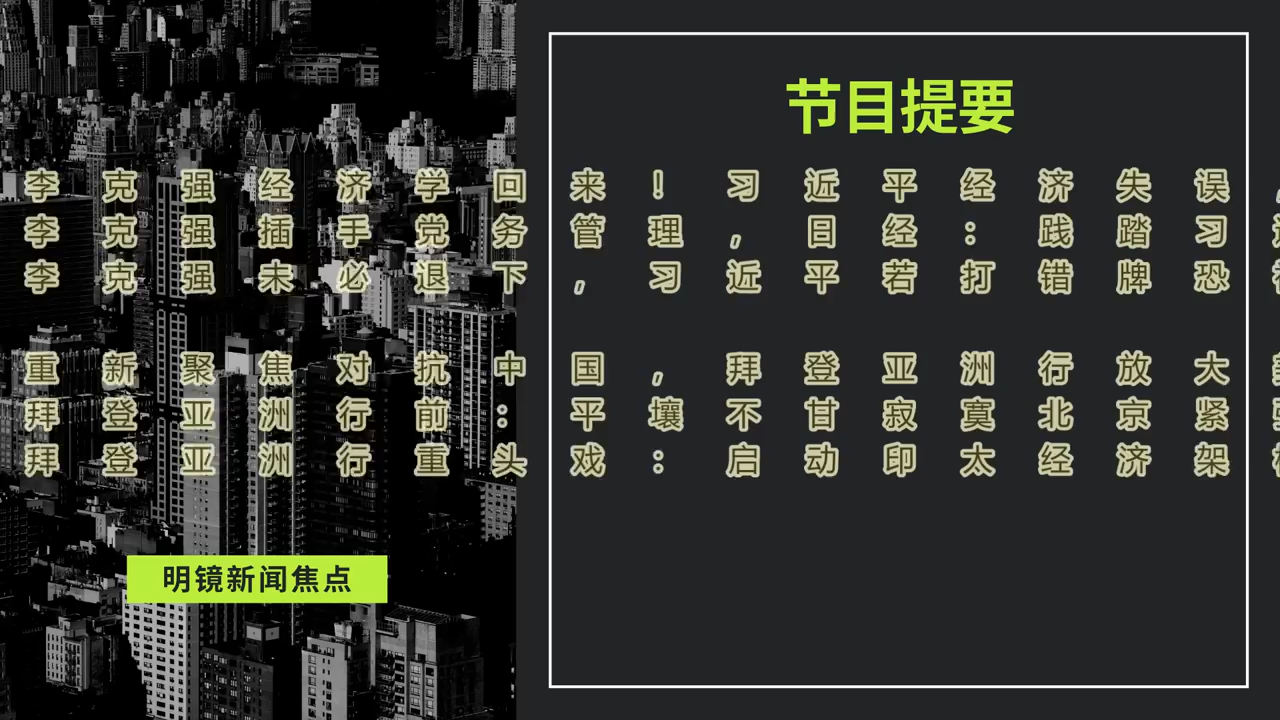 节目提要
李克强经济学回来！习近平经济失误
李克强插手党务管理，日经：践踏习
李克强未必退下，习近平若打错牌恐
重新聚焦对抗中国，拜登亚洲行放大
拜登亚洲行前：平壤不甘寂寞北京紧
拜登亚洲行重头戏：启动印太经济架
明镜新闻焦点